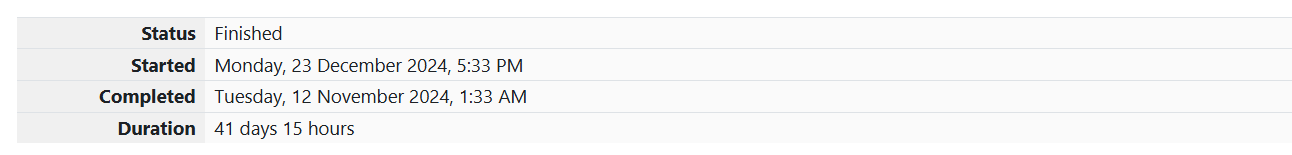 Status Finished
Started Monday, 23 December 2024, 5:33 PM
Completed Tuesday, 12 November 2024, 1:33 AM
Duration 41 days 15 hours